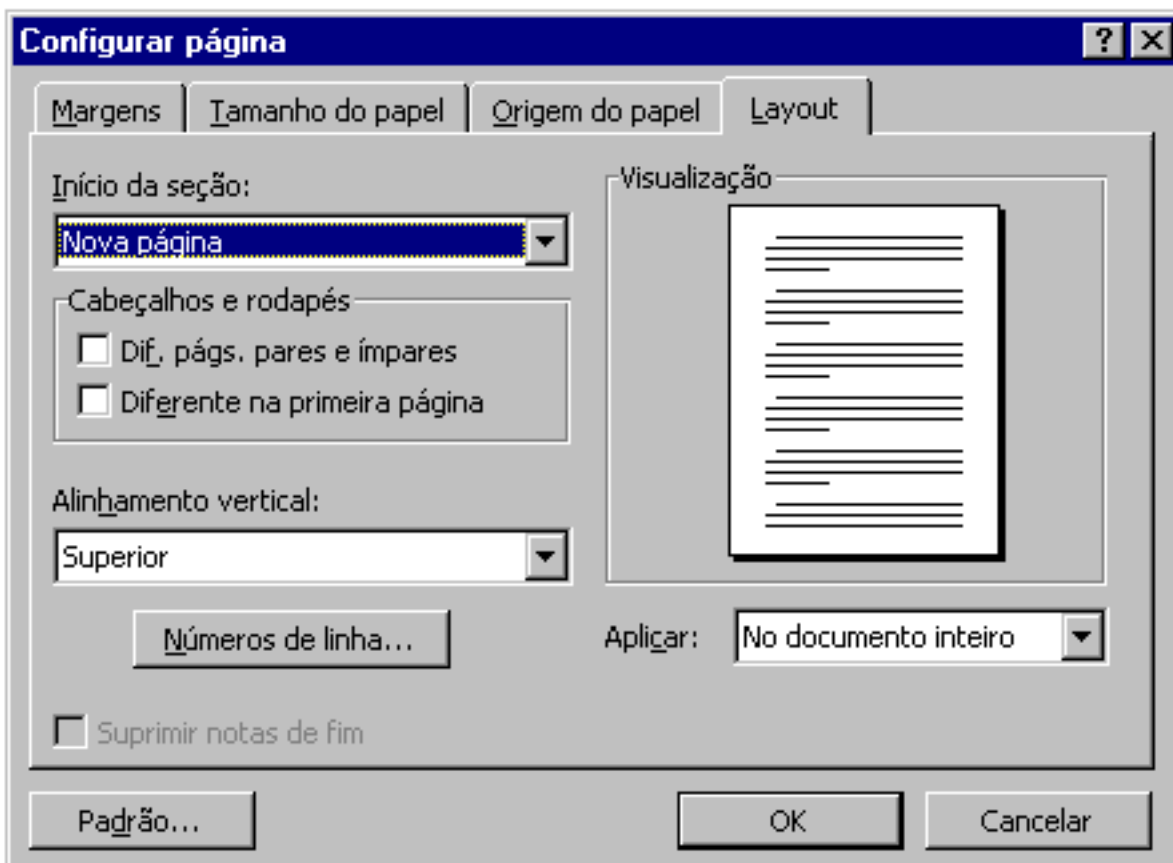 Configurar página
Margens Tamanho do papel Origem do papel Layout
Início da seção:
Nova página
Cabeçalhos e rodapés
Dif. págs. pares e ímpares
Diferente na primeira página
Alinhamento vertical:
Superior
Números de linha...
Suprimir notas de fim
Visualização
Aplicar: No documento inteiro
Padrão... OK Cancelar